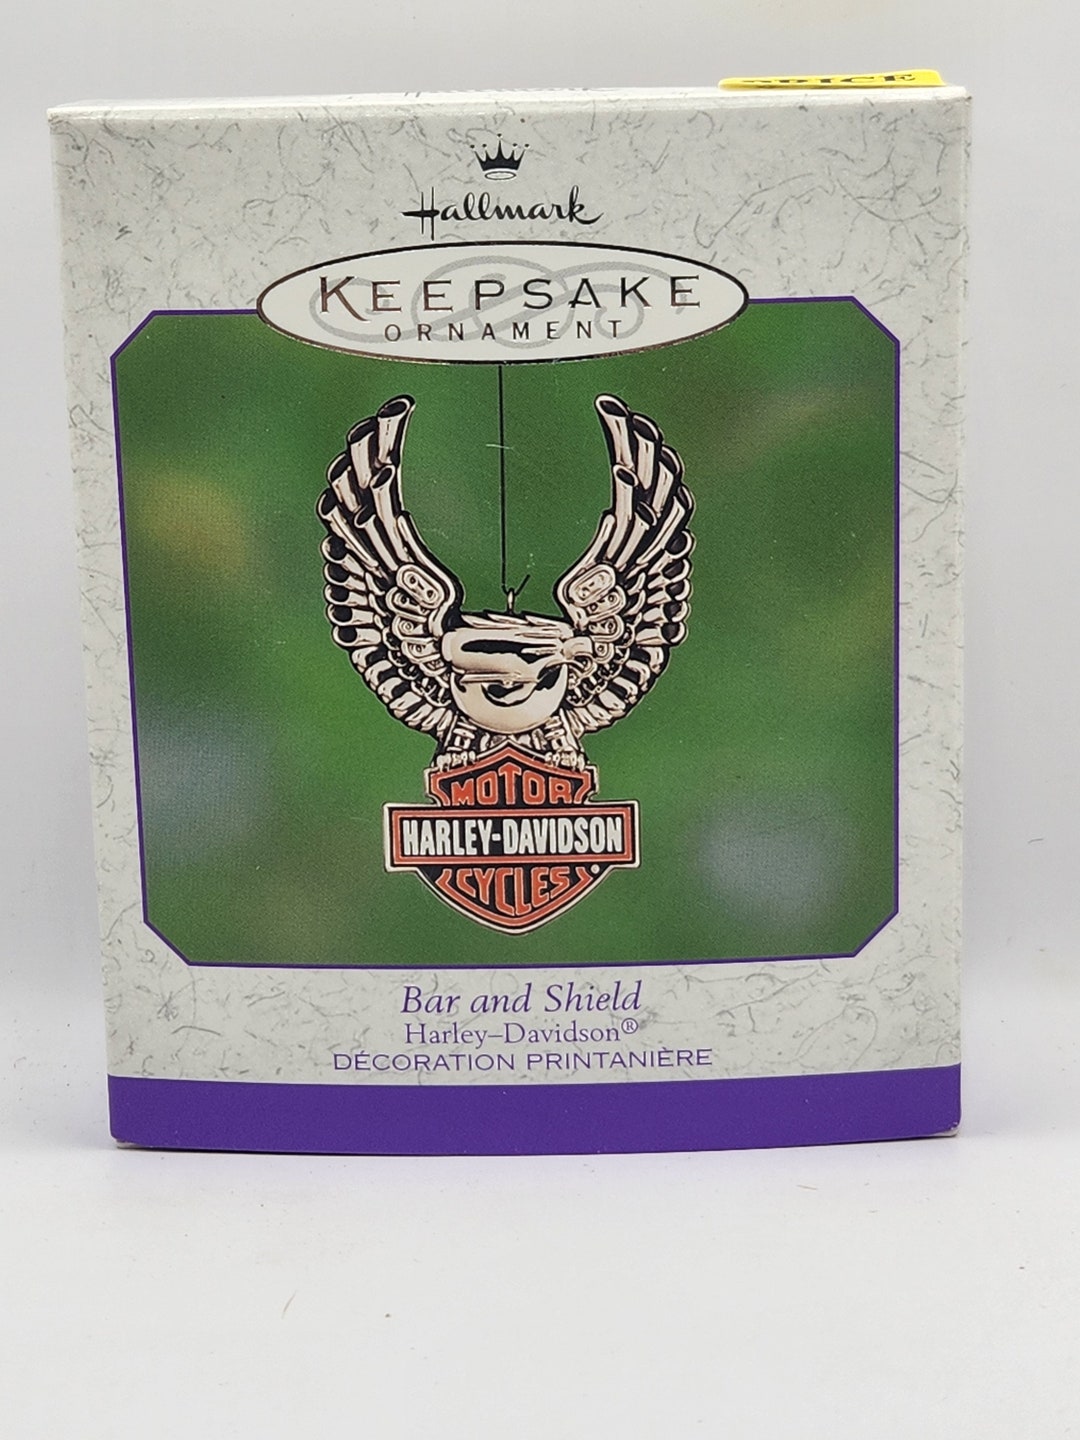 Hallmark
KEEPSAKE
ORNAMENT
MOTOR
HARLEY-DAVIDSON
CYCLES
Bar and Shield
Harley–Davidson®
DÉCORATION PRINTANIÈRE